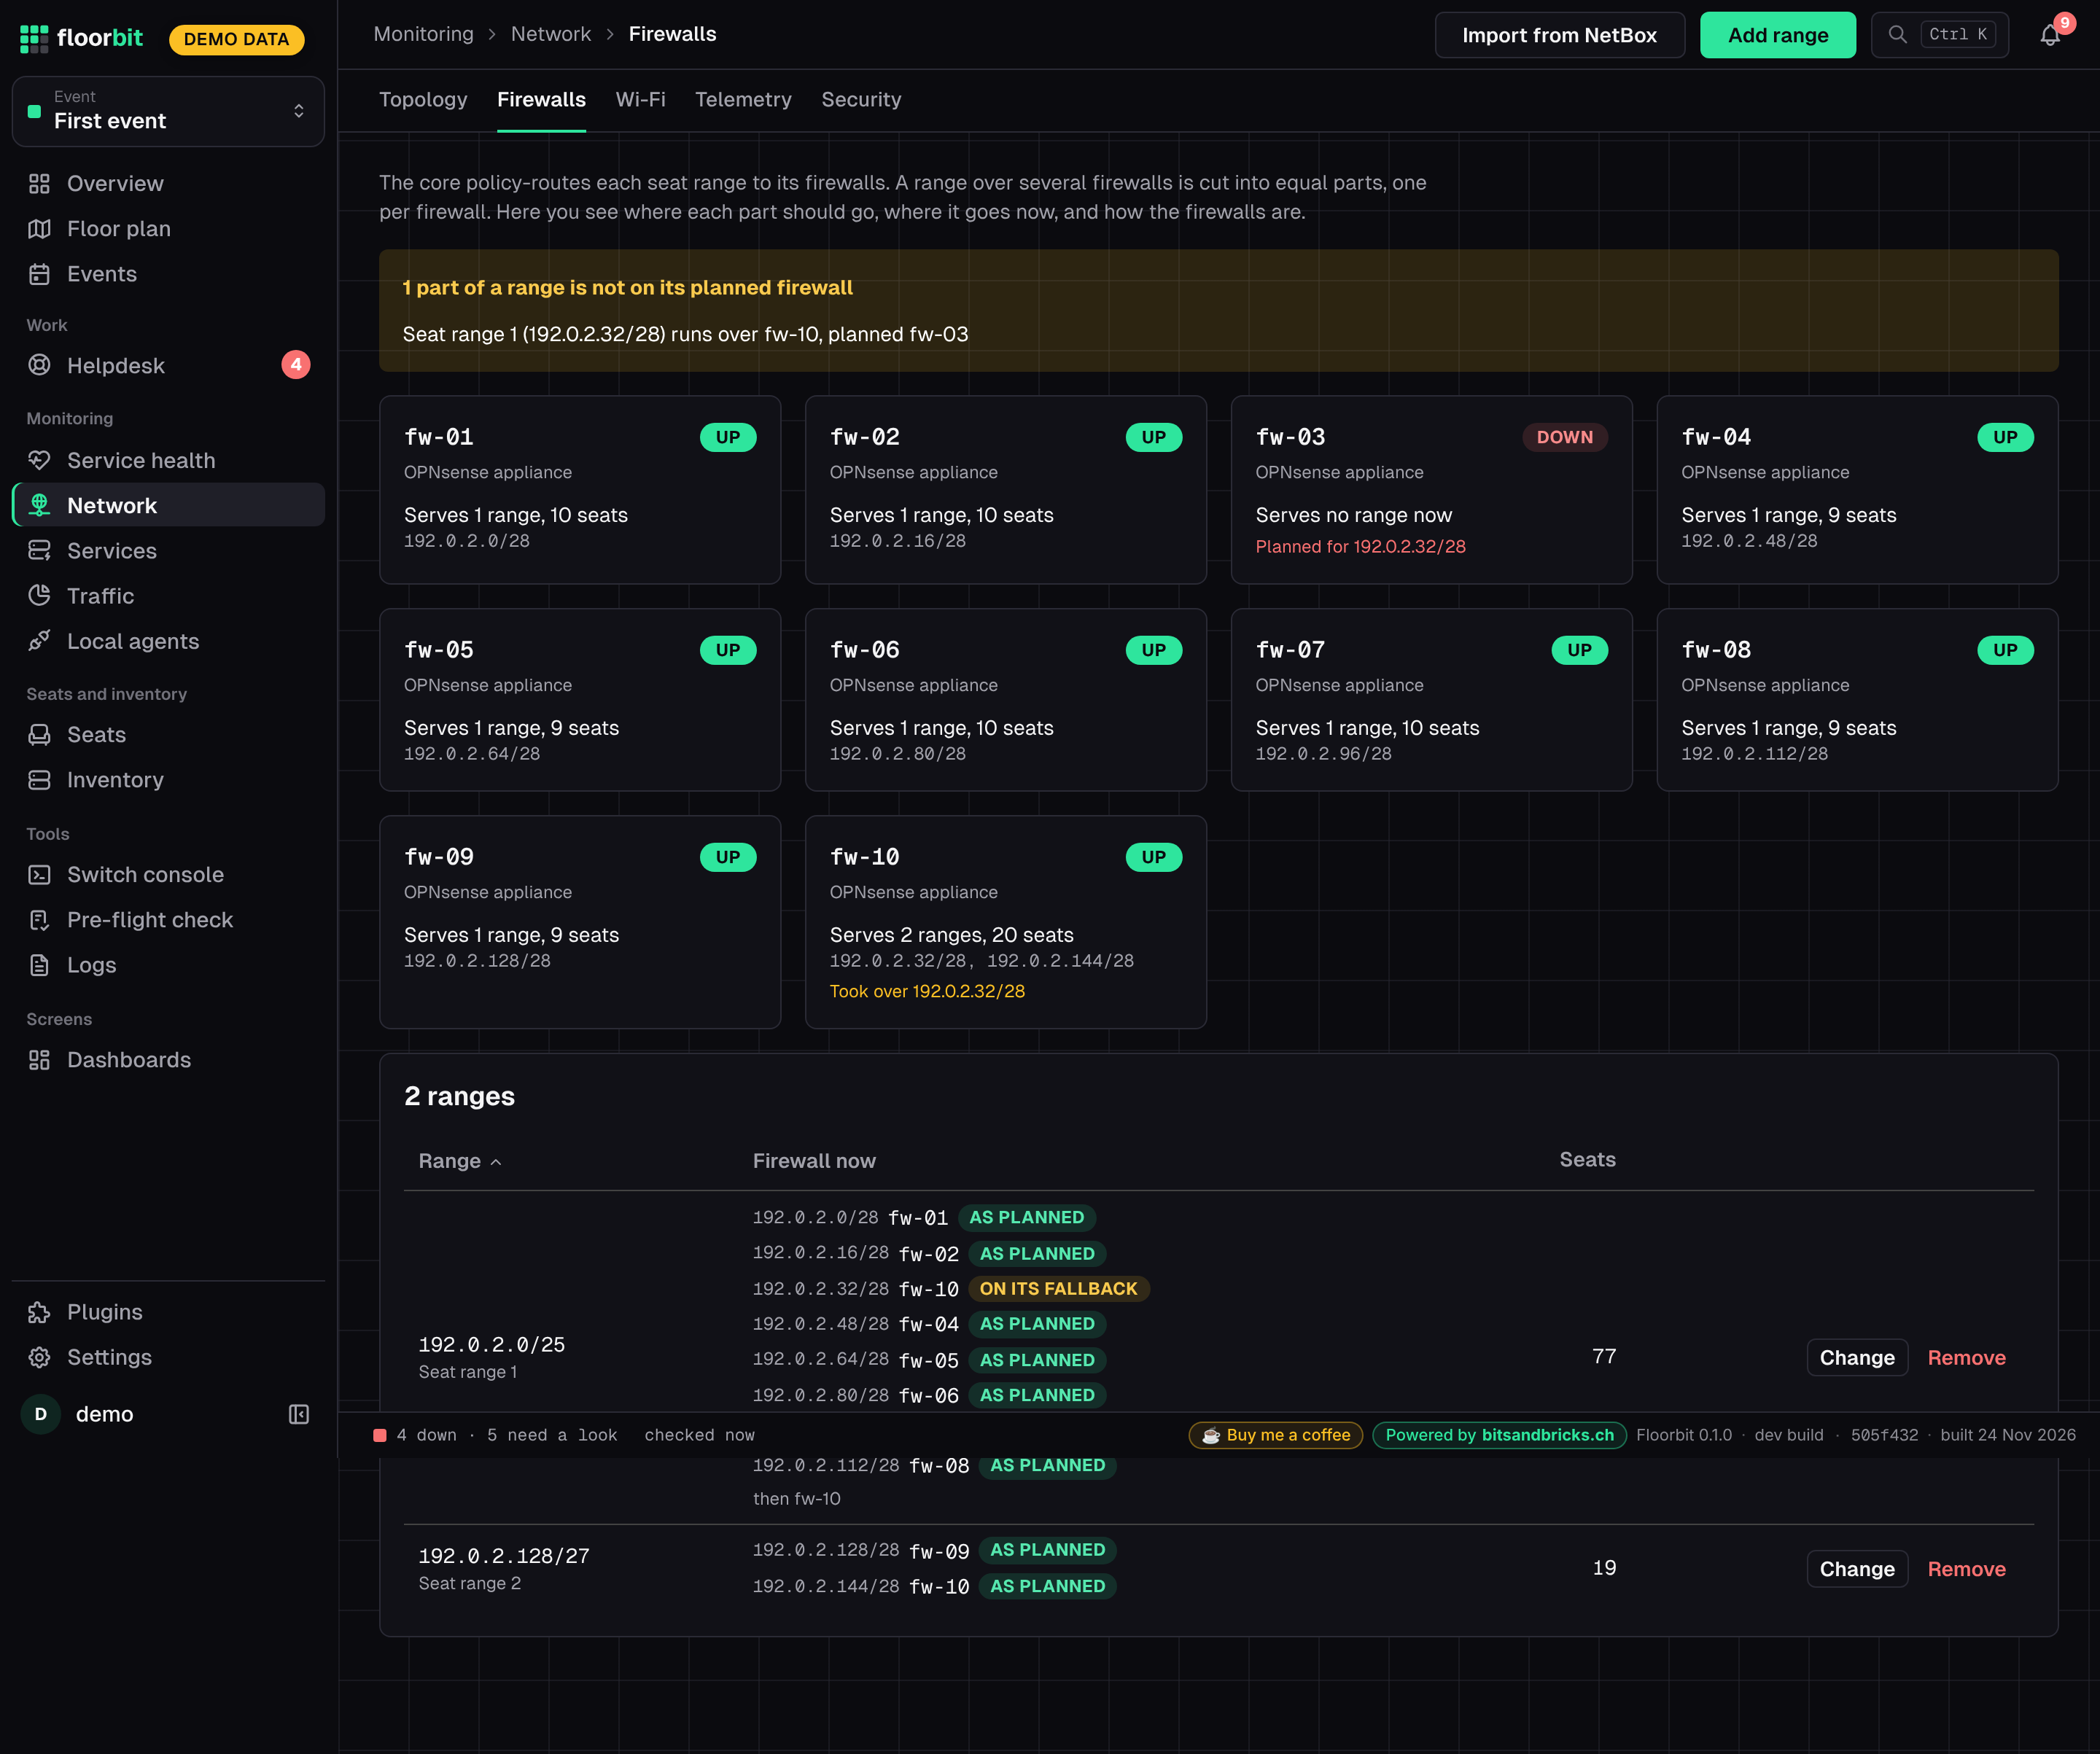 floorbit DEMO DATA
Event
First event
Overview
Floor plan
Events
Work
Helpdesk 4
Monitoring
Service health
Network
Services
Traffic
Local agents
Seats and inventory
Seats
Inventory
Tools
Switch console
Pre-flight check
Logs
Screens
Dashboards
Plugins
Settings
D demo
Monitoring > Network > Firewalls
Import from NetBox Add range Ctrl K 9
Topology Firewalls Wi-Fi Telemetry Security
The core policy-routes each seat range to its firewalls. A range over several firewalls is cut into equal parts, one
per firewall. Here you see where each part should go, where it goes now, and how the firewalls are.
1 part of a range is not on its planned firewall
Seat range 1 (192.0.2.32/28) runs over fw-10, planned fw-03
fw-01 UP
OPNsense appliance
Serves 1 range, 10 seats
192.0.2.0/28
fw-02 UP
OPNsense appliance
Serves 1 range, 10 seats
192.0.2.16/28
fw-03 DOWN
OPNsense appliance
Serves no range now
Planned for 192.0.2.32/28
fw-04 UP
OPNsense appliance
Serves 1 range, 9 seats
192.0.2.48/28
fw-05 UP
OPNsense appliance
Serves 1 range, 9 seats
192.0.2.64/28
fw-06 UP
OPNsense appliance
Serves 1 range, 10 seats
192.0.2.80/28
fw-07 UP
OPNsense appliance
Serves 1 range, 10 seats
192.0.2.96/28
fw-08 UP
OPNsense appliance
Serves 1 range, 9 seats
192.0.2.112/28
fw-09 UP
OPNsense appliance
Serves 1 range, 9 seats
192.0.2.128/28
fw-10 UP
OPNsense appliance
Serves 2 ranges, 20 seats
192.0.2.32/28, 192.0.2.144/28
Took over 192.0.2.32/28
2 ranges
Range Firewall now Seats
192.0.2.0/28 fw-01 AS PLANNED
192.0.2.16/28 fw-02 AS PLANNED
192.0.2.32/28 fw-10 ON ITS FALLBACK
192.0.2.48/28 fw-04 AS PLANNED
192.0.2.64/28 fw-05 AS PLANNED
192.0.2.80/28 fw-06 AS PLANNED
192.0.2.0/25
Seat range 1
77 Change Remove
4 down · 5 need a look checked now
☕ Buy me a coffee Powered by bitsandbricks.ch Floorbit 0.1.0 · dev build · 505f432 · built 24 Nov 2026
192.0.2.112/28 fw-08 AS PLANNED
then fw-10
192.0.2.128/27
Seat range 2
192.0.2.128/28 fw-09 AS PLANNED
192.0.2.144/28 fw-10 AS PLANNED
19 Change Remove